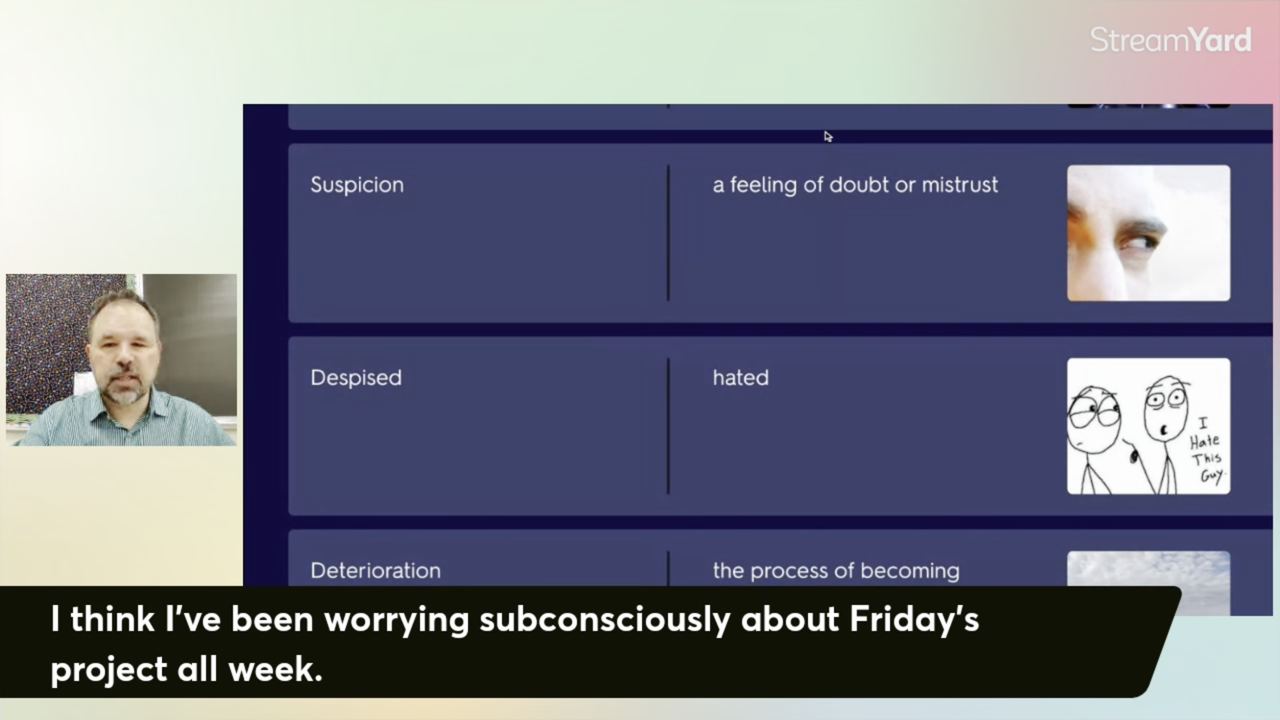 StreamYard
Suspicion
a feeling of doubt or mistrust
Despised
hated
I
Hate
This
Guy.
Deterioration
the process of becoming
I think I've been worrying subconsciously about Friday's
project all week.